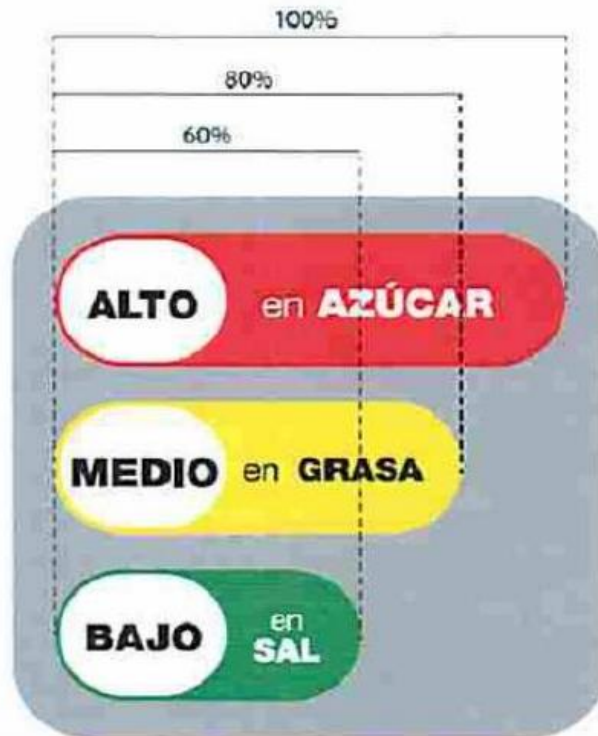 100%
80%
60%
ALTO en AZÚCAR
MEDIO en GRASA
BAJO en
SAL